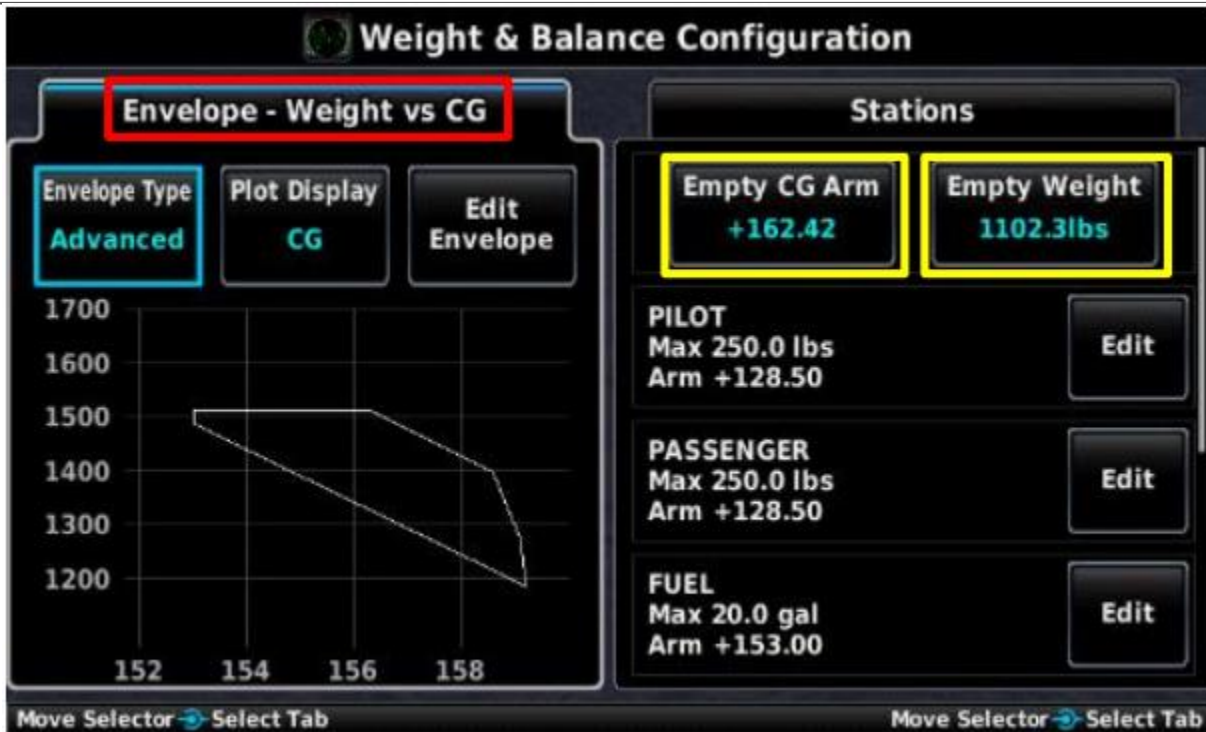 Weight & Balance Configuration
Envelope - Weight vs CG
Envelope Type
Advanced
Plot Display
CG
Edit
Envelope
1700
1600
1500
1400
1300
1200
152 154 156 158
Stations
Empty CG Arm
+162.42
Empty Weight
1102.3lbs
PILOT
Max 250.0 lbs
Arm +128.50
Edit
PASSENGER
Max 250.0 lbs
Arm +128.50
Edit
FUEL
Max 20.0 gal
Arm +153.00
Edit
Move Selector Select Tab
Move Selector Select Tab